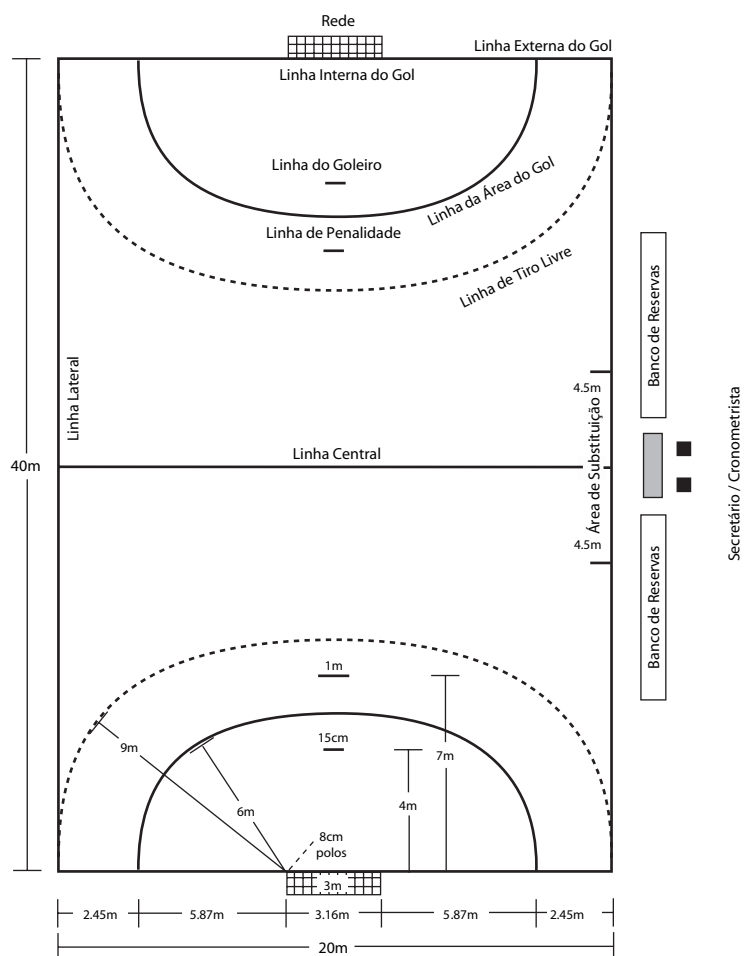 Rede
Linha Externa do Gol
Linha Interna do Gol
Linha do Goleiro
Linha da Área do Gol
Linha de Penalidade
Linha de Tiro Livre
Banco de Reservas
Linha Lateral
4.5m
Área de Substituição
Secretário / Cronometrista
40m
Linha Central
4.5m
Banco de Reservas
1m
9m
15cm
7m
6m
4m
8cm
polos
3m
2.45m
5.87m
3.16m
5.87m
2.45m
20m